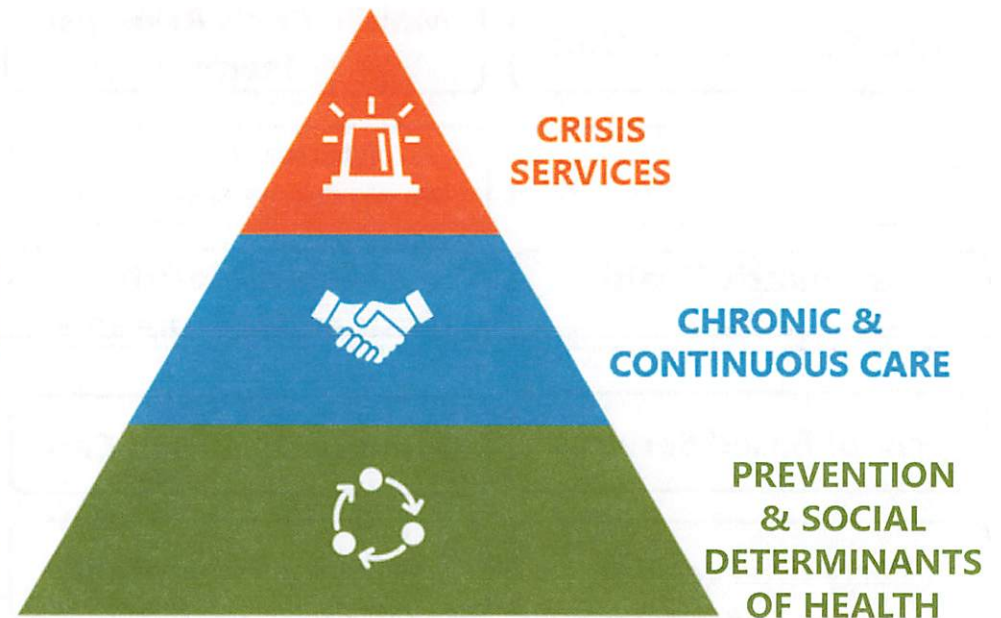 CRISIS
SERVICES
CHRONIC &
CONTINUOUS CARE
PREVENTION
& SOCIAL
DETERMINANTS
OF HEALTH